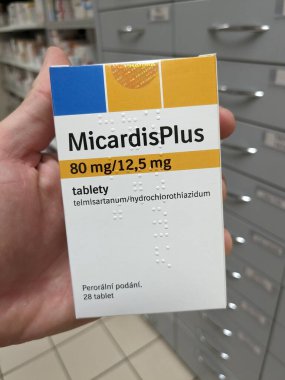 MicardisPlus
80 mg/12,5 mg
tablety
telmisartanum/hydrochlorothiazidum
Perorální podání.
28 tablet